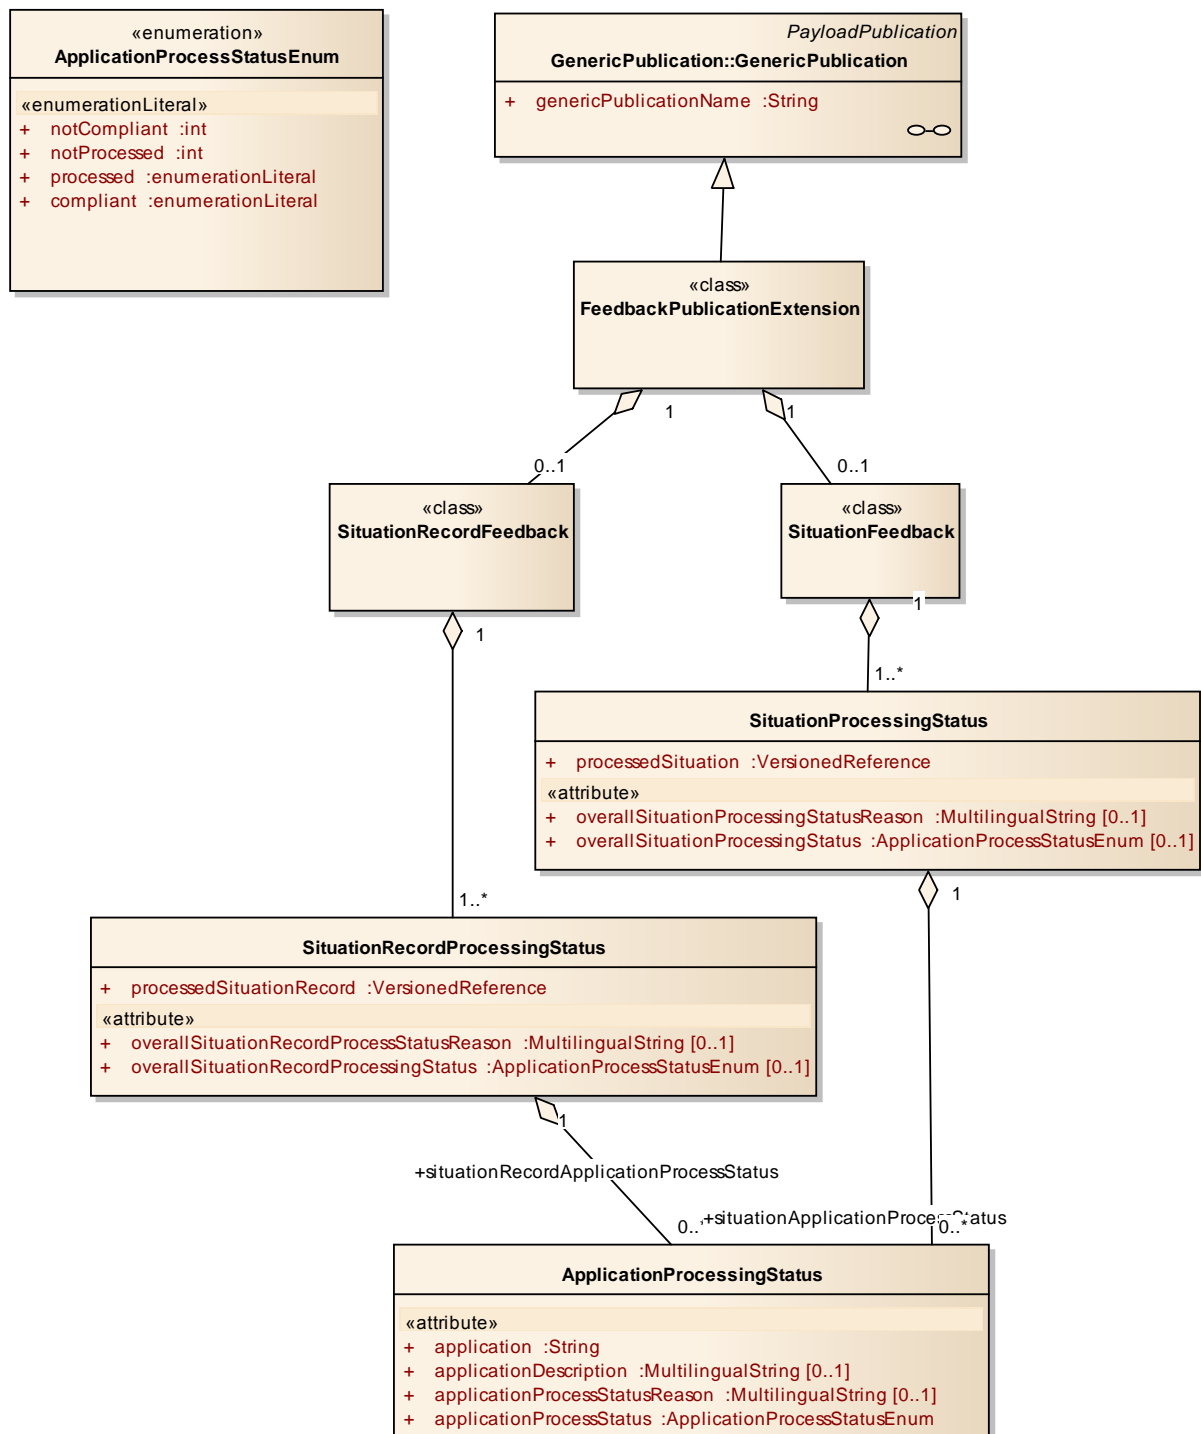 «enumeration»
ApplicationProcessStatusEnum
«enumerationLiteral»
+ notCompliant :int
+ notProcessed :int
+ processed :enumerationLiteral
+ compliant :enumerationLiteral
PayloadPublication
GenericPublication::GenericPublication
+ genericPublicationName :String
«class»
FeedbackPublicationExtension
1
1
0..1
0..1
«class»
SituationRecordFeedback
«class»
SituationFeedback
1
1
1..*
SituationProcessingStatus
+ processedSituation :VersionedReference
«attribute»
+ overallSituationProcessingStatusReason :MultilingualString [0..1]
+ overallSituationProcessingStatus :ApplicationProcessStatusEnum [0..1]
1
1..*
SituationRecordProcessingStatus
+ processedSituationRecord :VersionedReference
«attribute»
+ overallSituationRecordProcessStatusReason :MultilingualString [0..1]
+ overallSituationRecordProcessingStatus :ApplicationProcessStatusEnum [0..1]
1
+situationRecordApplicationProcessStatus
+situationApplicationProcessStatus
0..*
0..*
ApplicationProcessingStatus
«attribute»
+ application :String
+ applicationDescription :MultilingualString [0..1]
+ applicationProcessStatusReason :MultilingualString [0..1]
+ applicationProcessStatus :ApplicationProcessStatusEnum